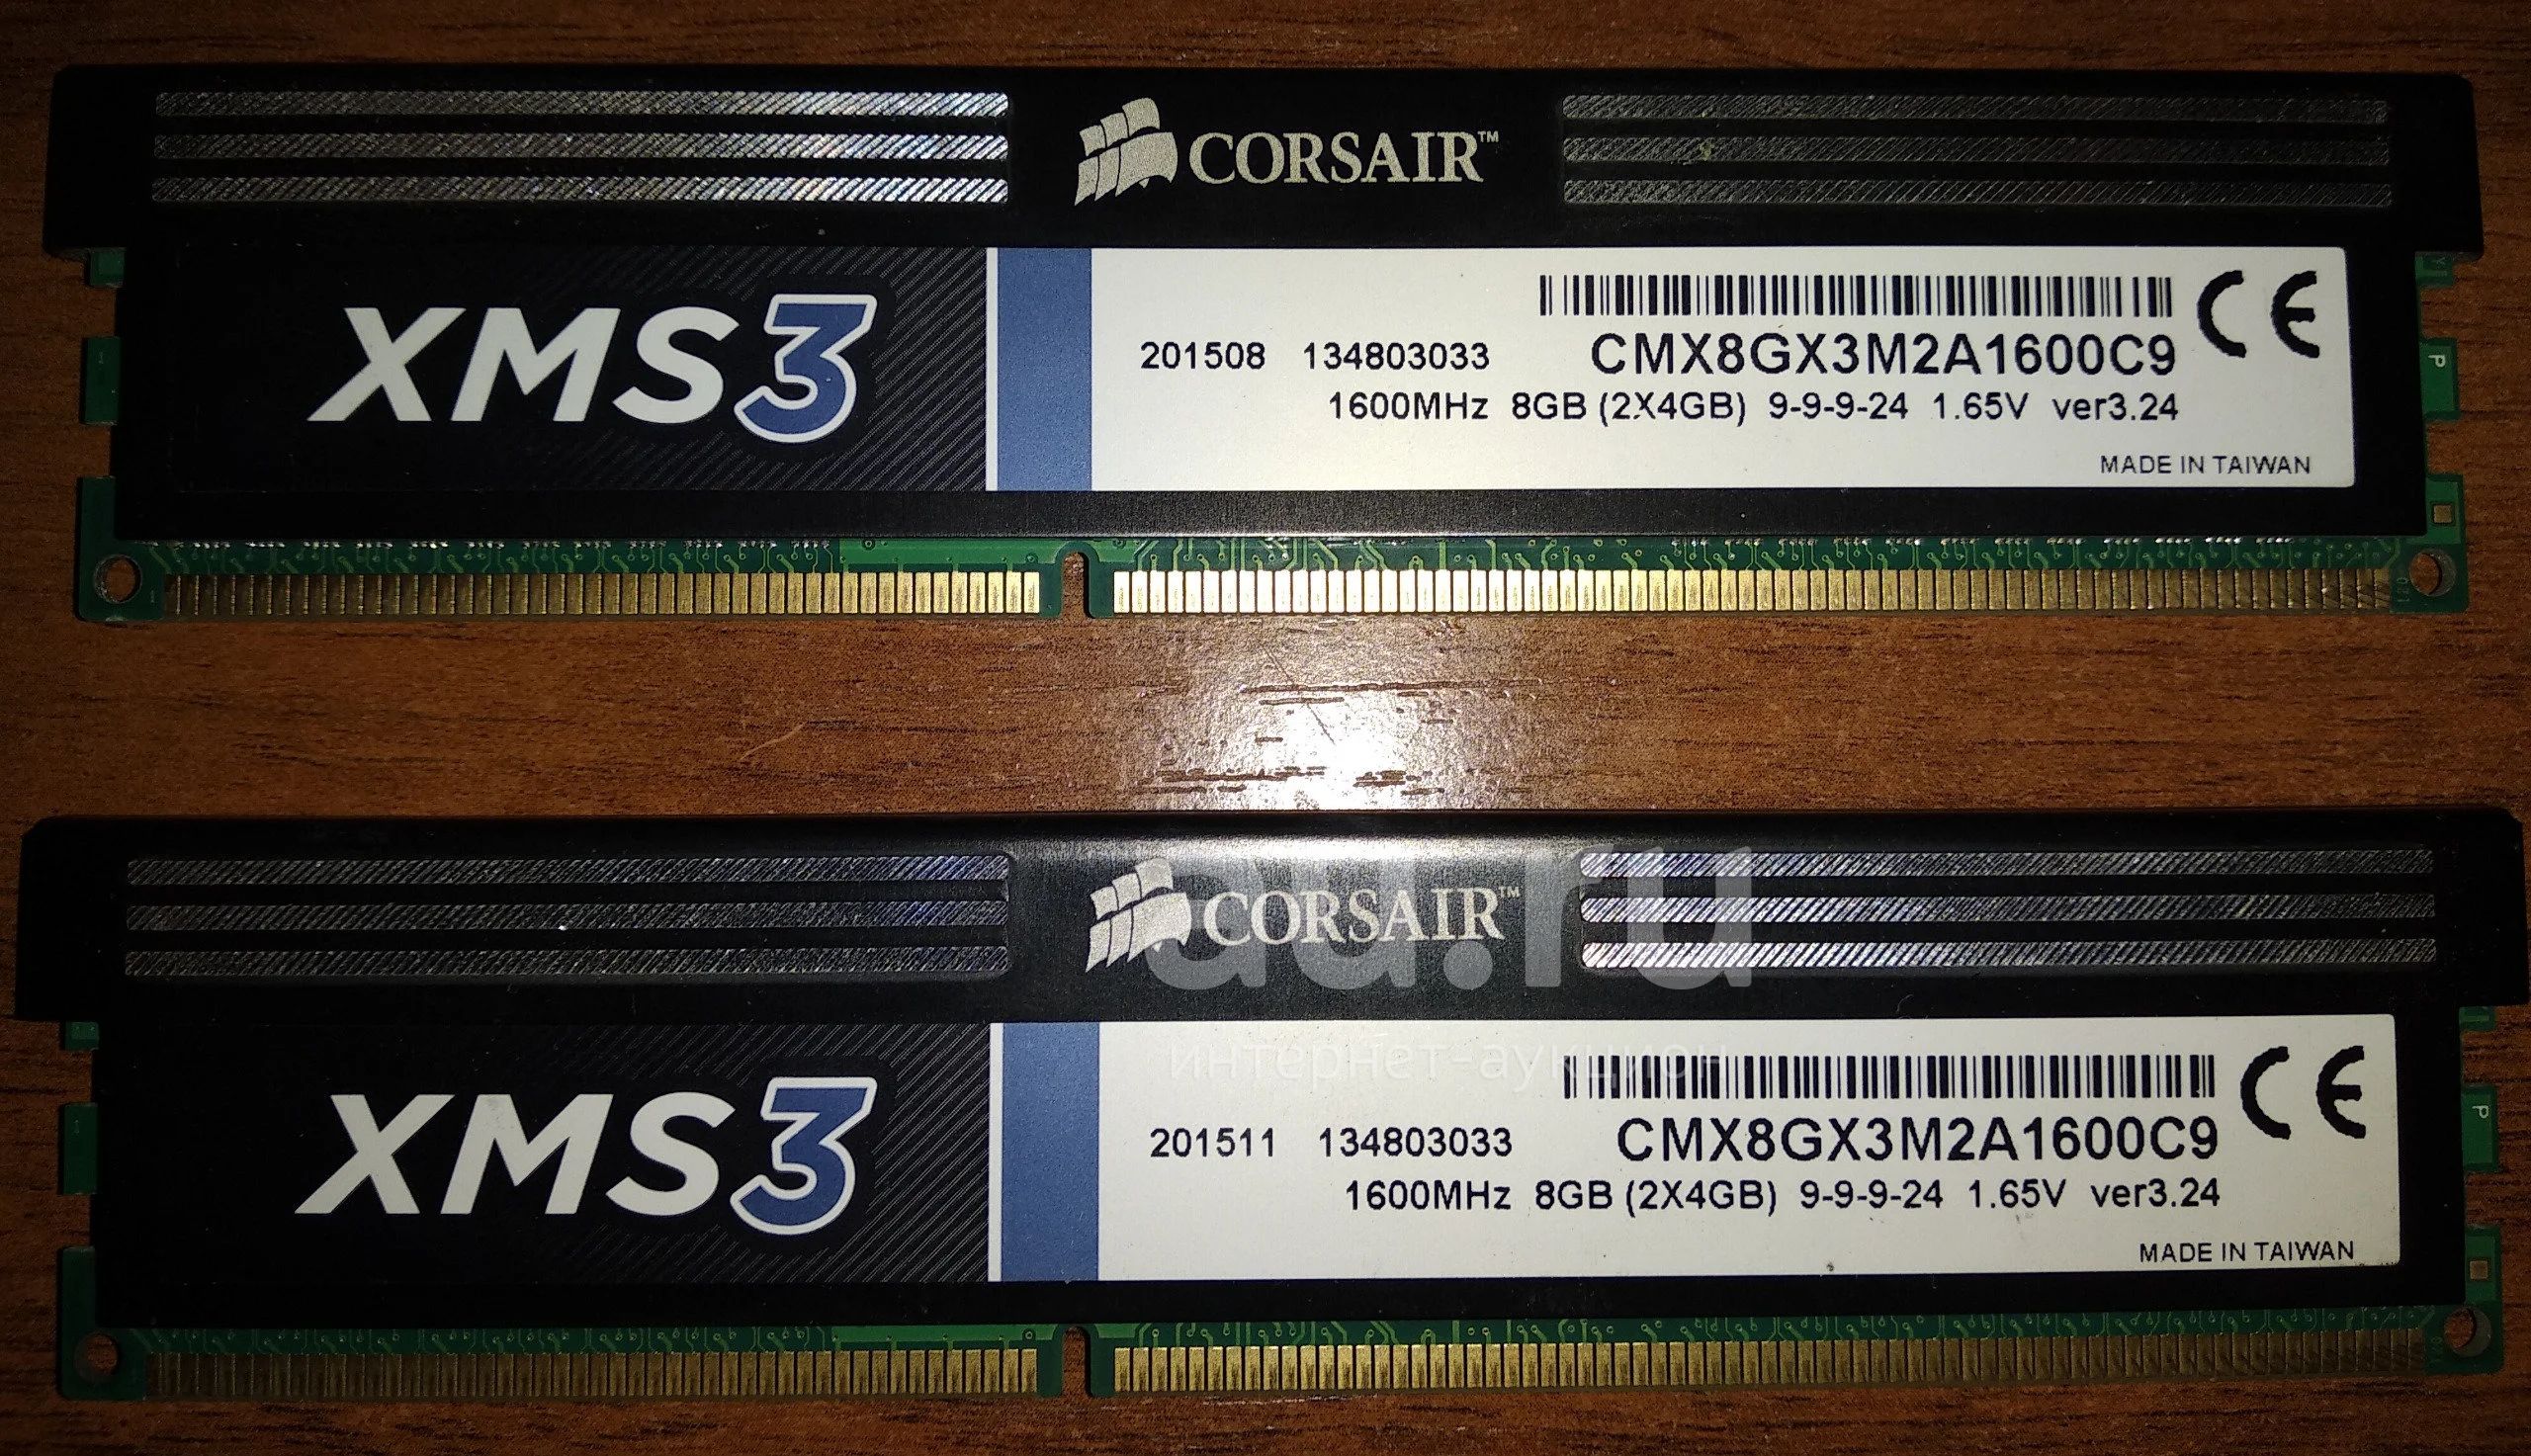 CORSAIR™
XMS3
201508 134803033 CMX8GX3M2A1600C9 CE
1600MHz 8GB (2X4GB) 9-9-9-24 1.65V ver3.24
MADE IN TAIWAN
P
CORSAIR™
au.ru
интернет-аукцион
XMS3
201511 134803033 CMX8GX3M2A1600C9 CE
1600MHz 8GB (2X4GB) 9-9-9-24 1.65V ver3.24
MADE IN TAIWAN
P